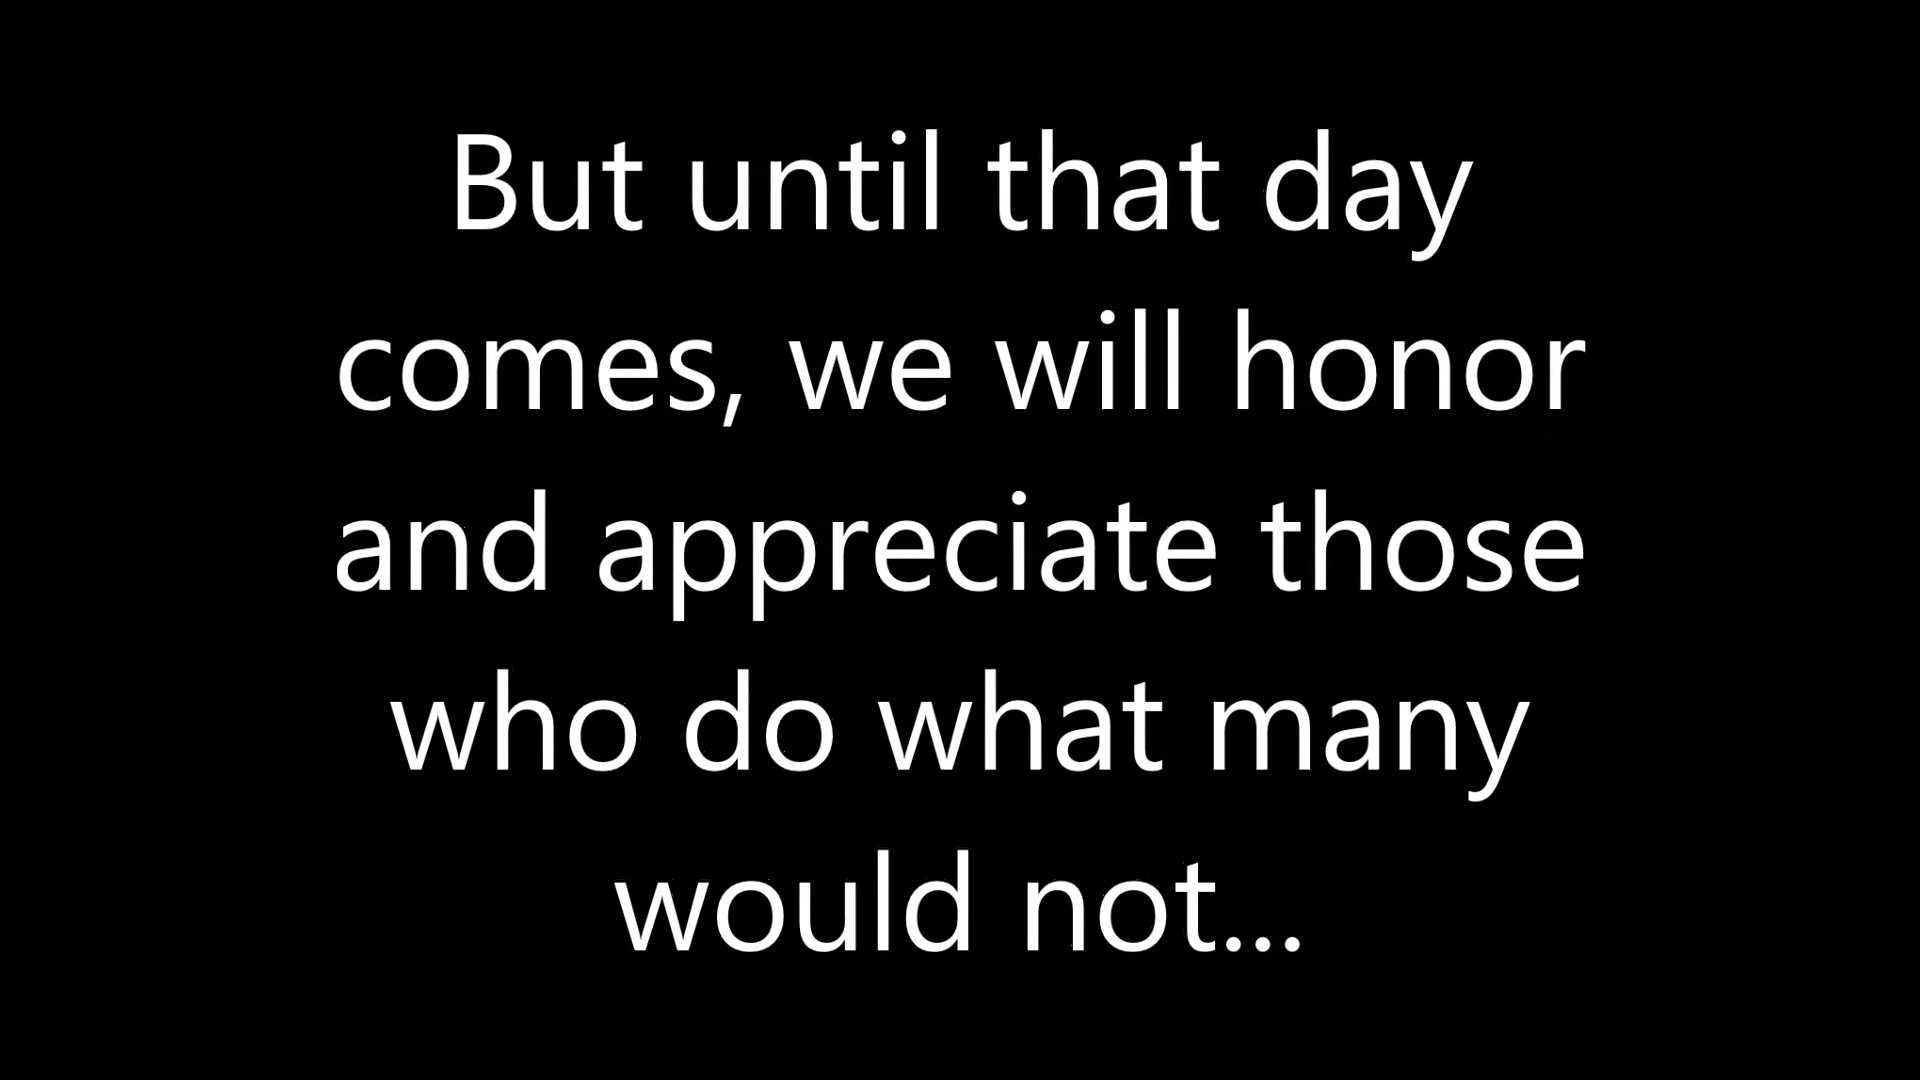 But until that day
comes, we will honor
and appreciate those
who do what many
would not...